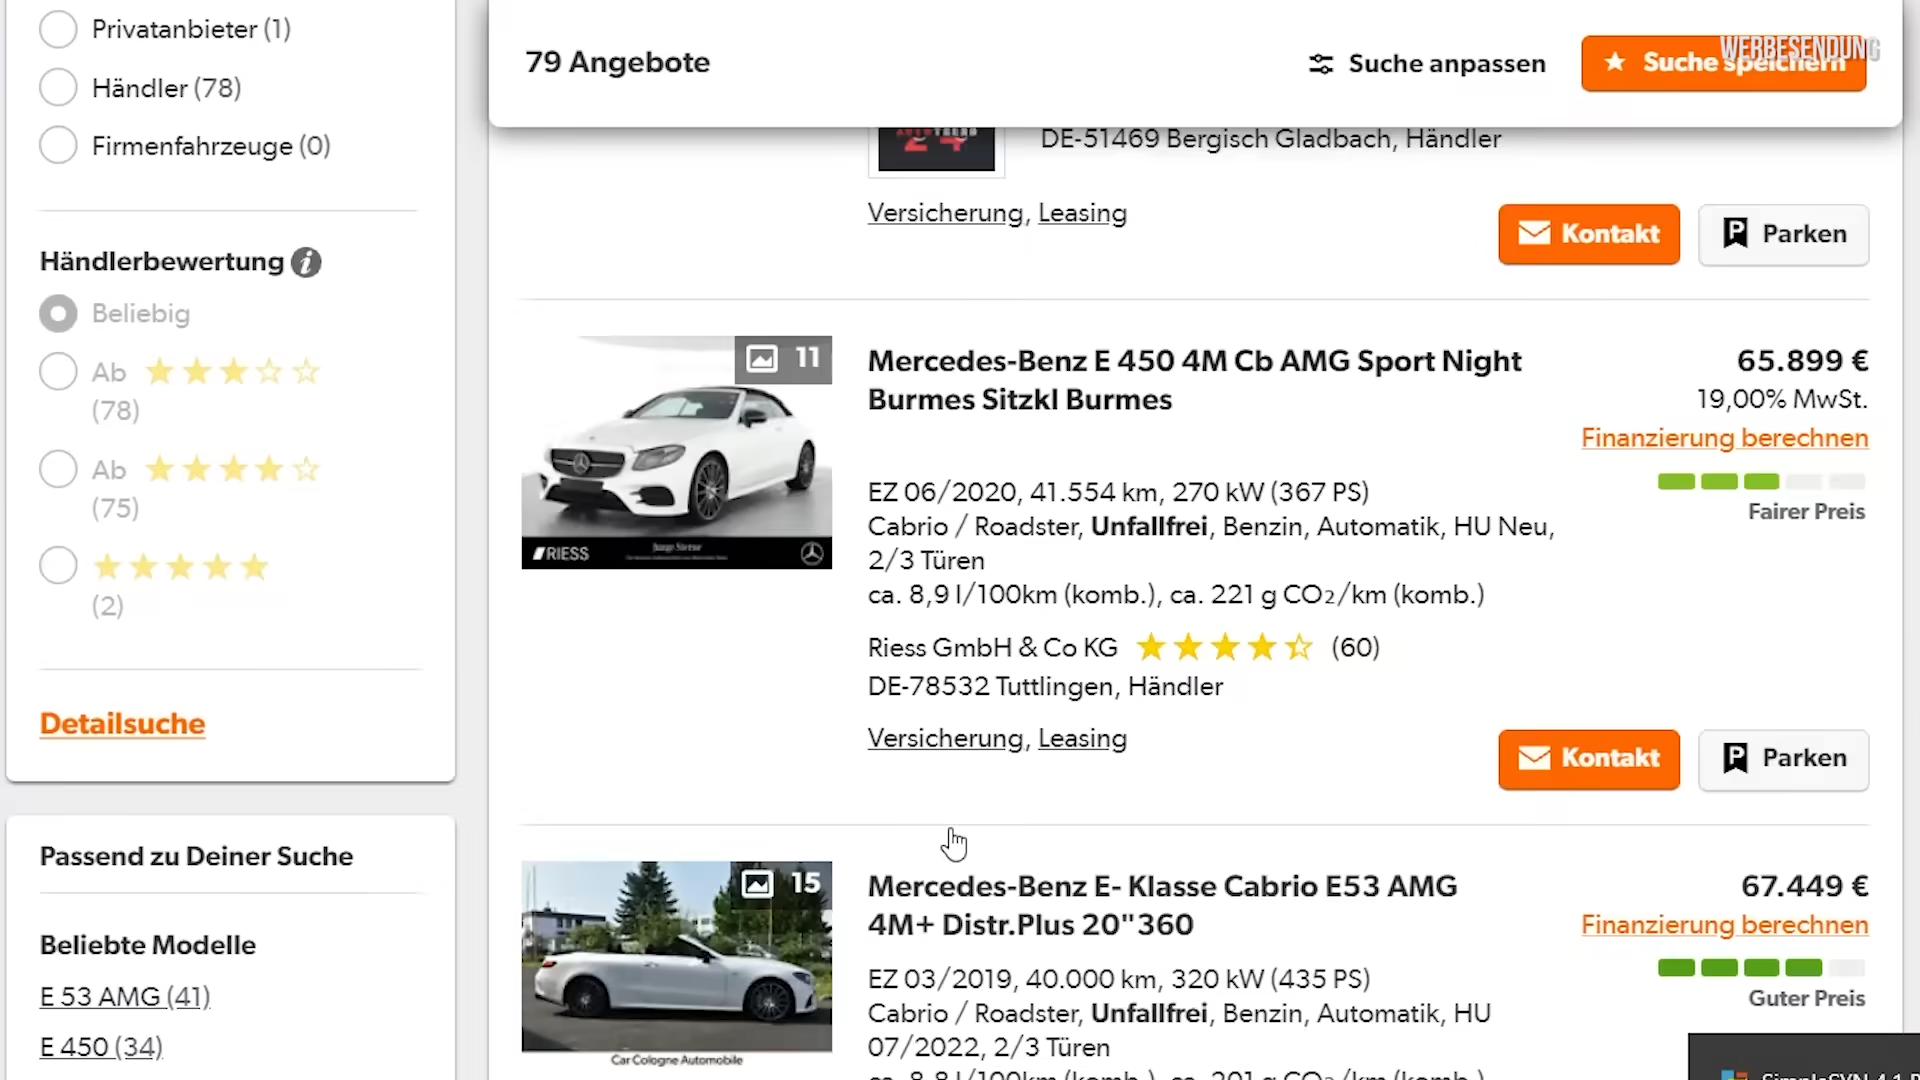 Privatanbieter (1)
Händler (78)
Firmenfahrzeuge (0)
Händlerbewertung
Beliebig
Ab
(78)
Ab
(75)
(2)
Detailsuche
Passend zu Deiner Suche
Beliebte Modelle
E 53 AMG (41)
E 450 (34)
79 Angebote
Suche anpassen
Suche speichern
WERBESENDUNG
DE-51469 Bergisch Gladbach, Händler
Versicherung, Leasing
Kontakt
Parken
11
RIESS
Junge Sterne
Mercedes-Benz E 450 4M Cb AMG Sport Night
Burmes Sitzkl Burmes
65.899 €
19,00% MwSt.
Finanzierung berechnen
Fairer Preis
EZ 06/2020, 41.554 km, 270 kW (367 PS)
Cabrio / Roadster, Unfallfrei, Benzin, Automatik, HU Neu,
2/3 Türen
ca. 8,9 l/100km (komb.), ca. 221 g CO₂/km (komb.)
Riess GmbH & Co KG (60)
DE-78532 Tuttlingen, Händler
Versicherung, Leasing
Kontakt
Parken
15
Car Cologne Automobile
Mercedes-Benz E- Klasse Cabrio E53 AMG
4M+ Distr.Plus 20"360
67.449 €
Finanzierung berechnen
Guter Preis
EZ 03/2019, 40.000 km, 320 kW (435 PS)
Cabrio / Roadster, Unfallfrei, Benzin, Automatik, HU
07/2022, 2/3 Türen